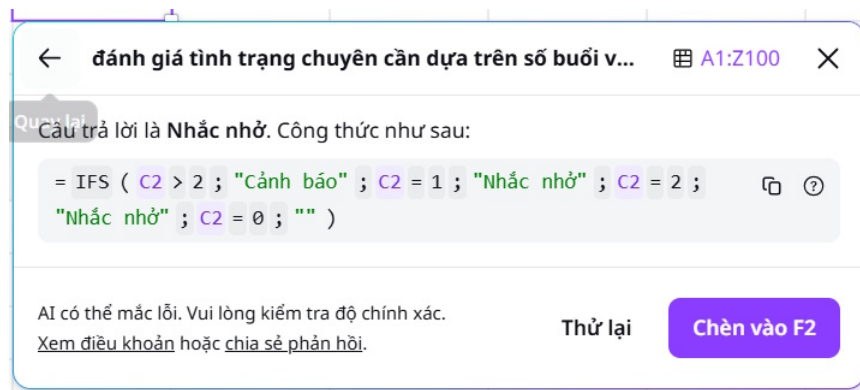 đánh giá tình trạng chuyên cần dựa trên số buổi v... A1:Z100
Quay lại
Câu trả lời là Nhắc nhở. Công thức như sau:
= IFS ( C2 > 2 ; "Cảnh báo" ; C2 = 1 ; "Nhắc nhở" ; C2 = 2 ;
"Nhắc nhở" ; C2 = 0 ; "" )
AI có thể mắc lỗi. Vui lòng kiểm tra độ chính xác.
Xem điều khoản hoặc chia sẻ phản hồi.
Thử lại
Chèn vào F2